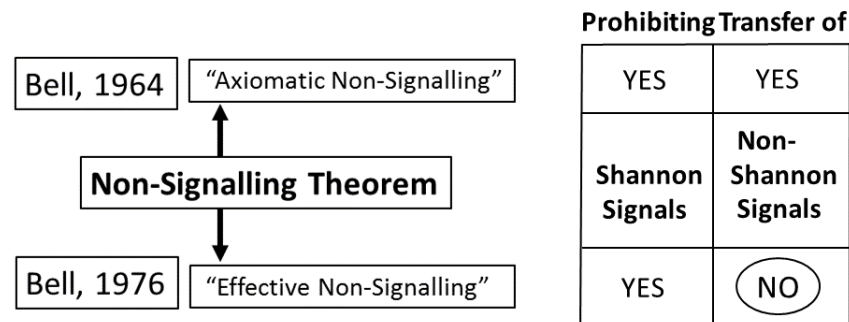 Prohibiting Transfer of
Bell, 1964
“Axiomatic Non-Signalling”
YES
YES
Non-Signalling Theorem
Shannon
Signals
Non-
Shannon
Signals
Bell, 1976
“Effective Non-Signalling”
YES
NO